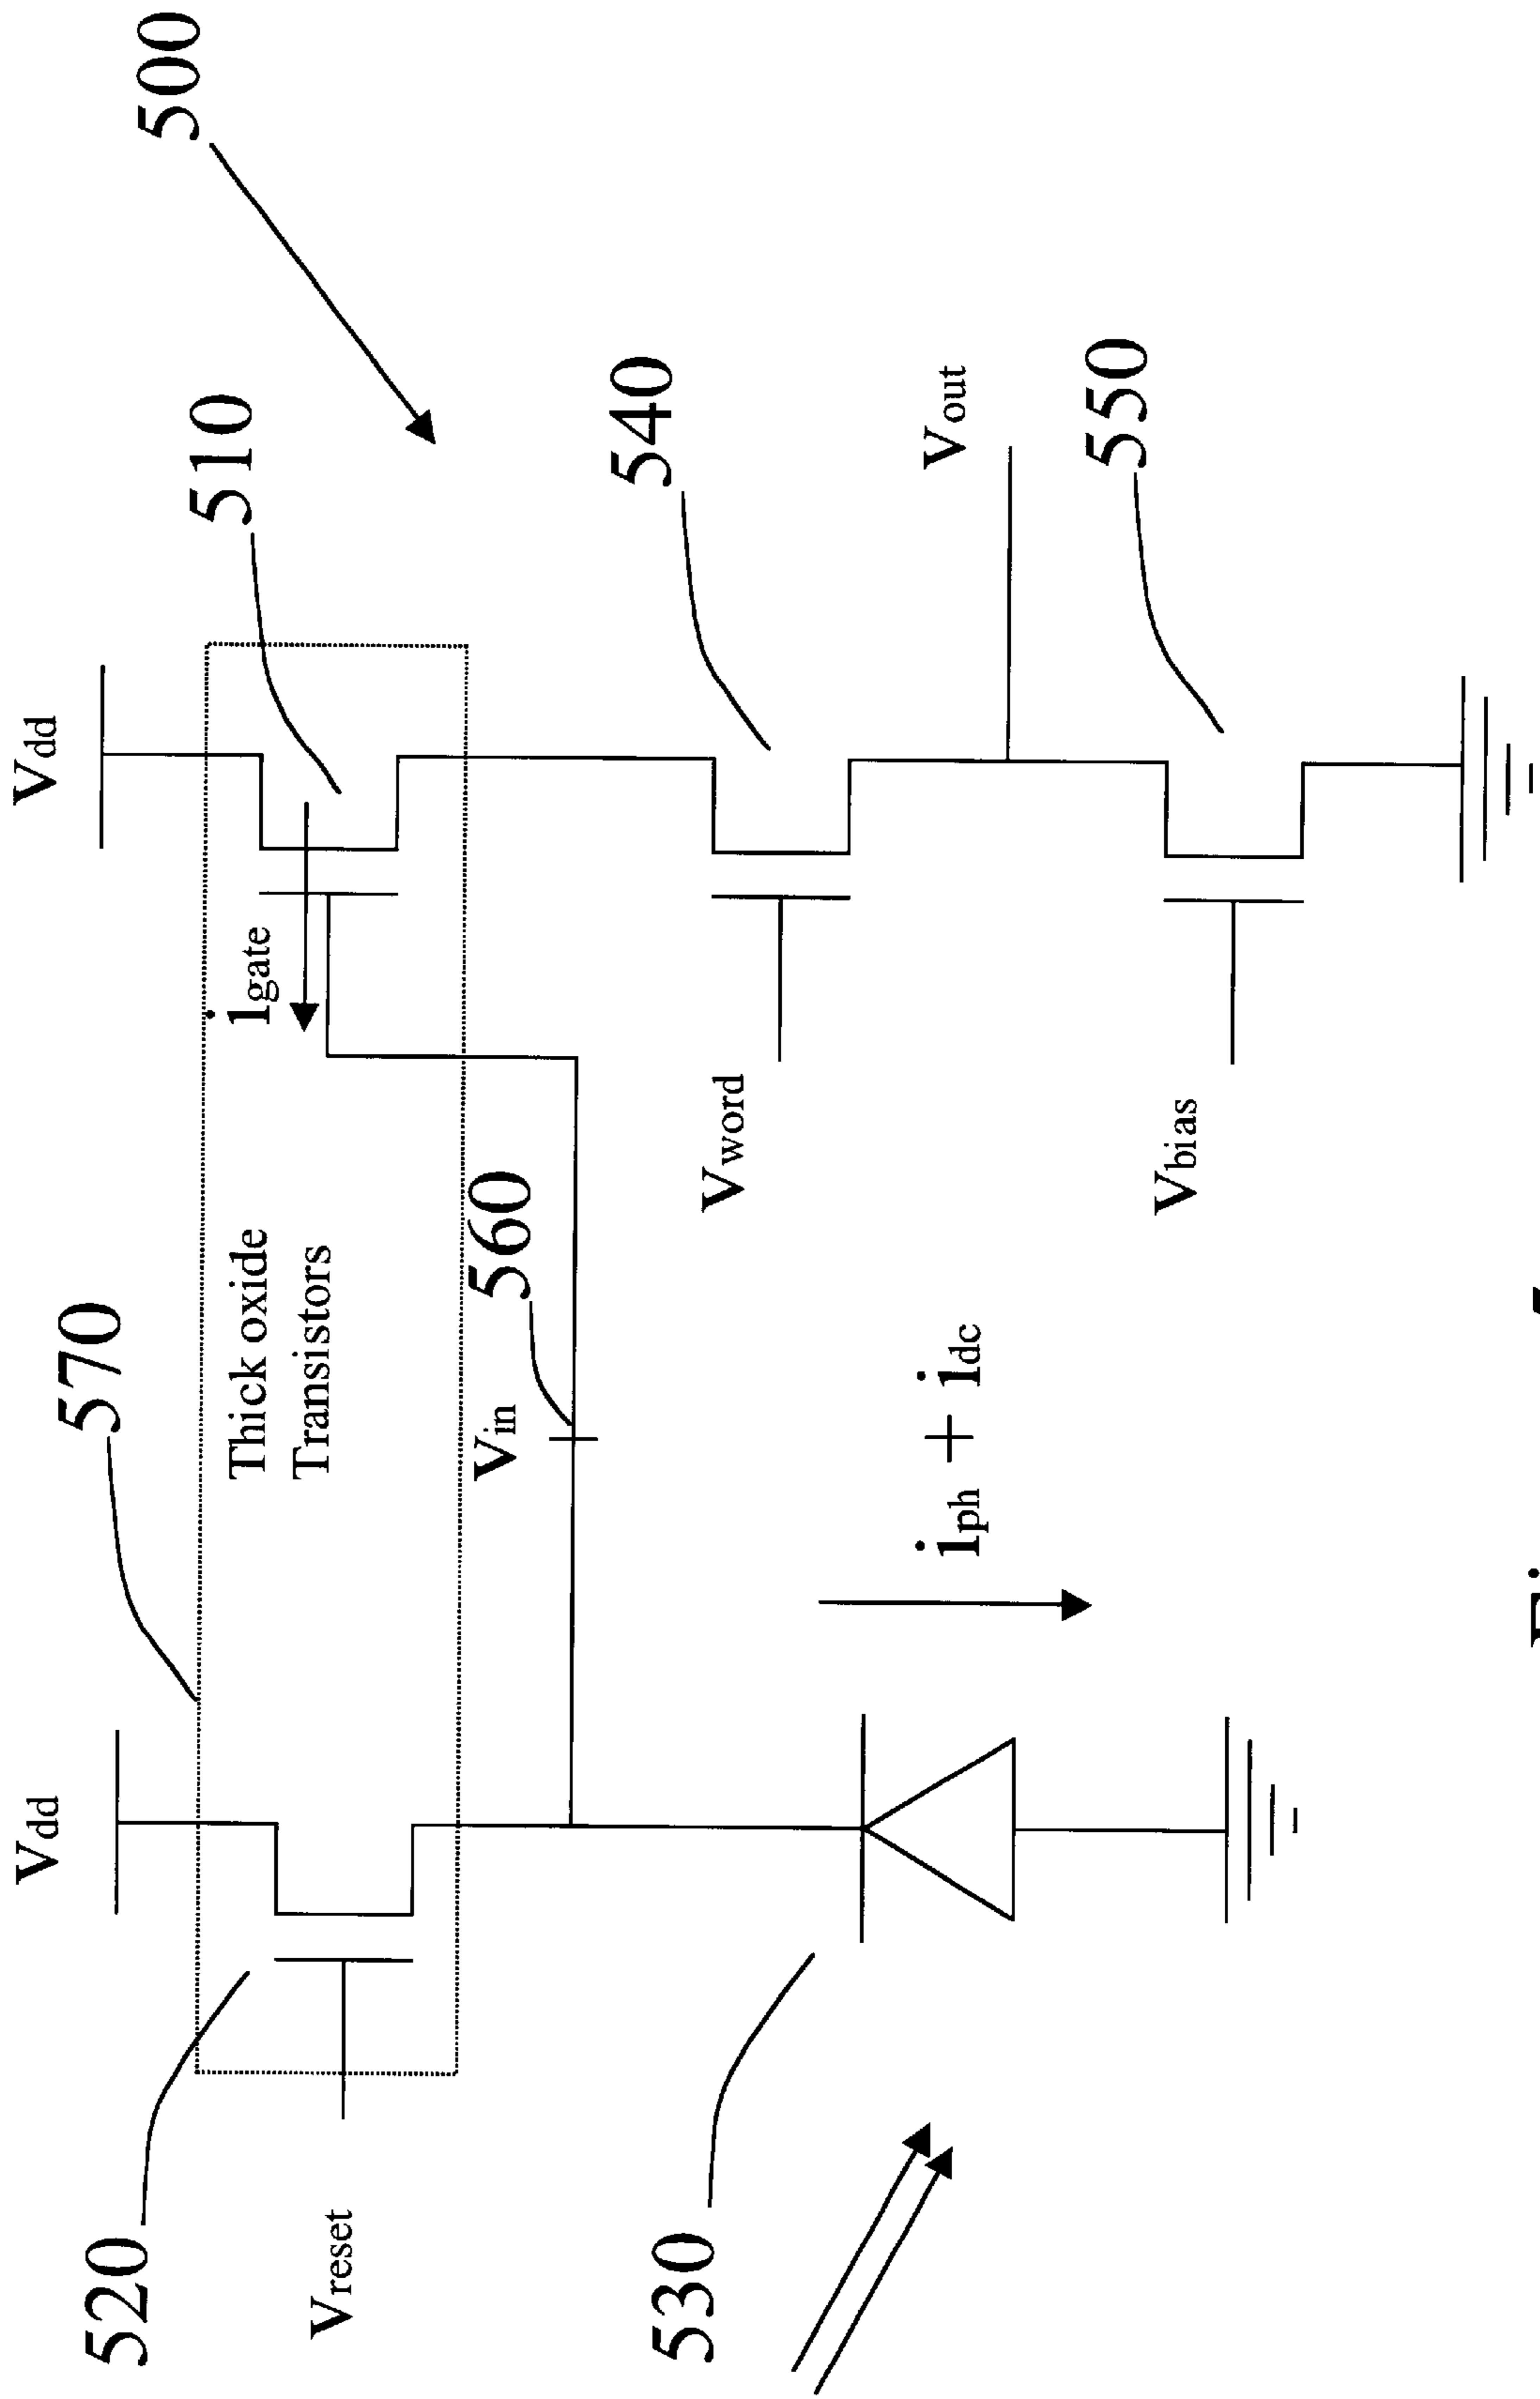 500
570
510
Vdd
Vdd
520
Thick oxide
Transistors
igate
Vreset
Vin
560
540
530
Vword
iph + idc
Vout
550
Vbias